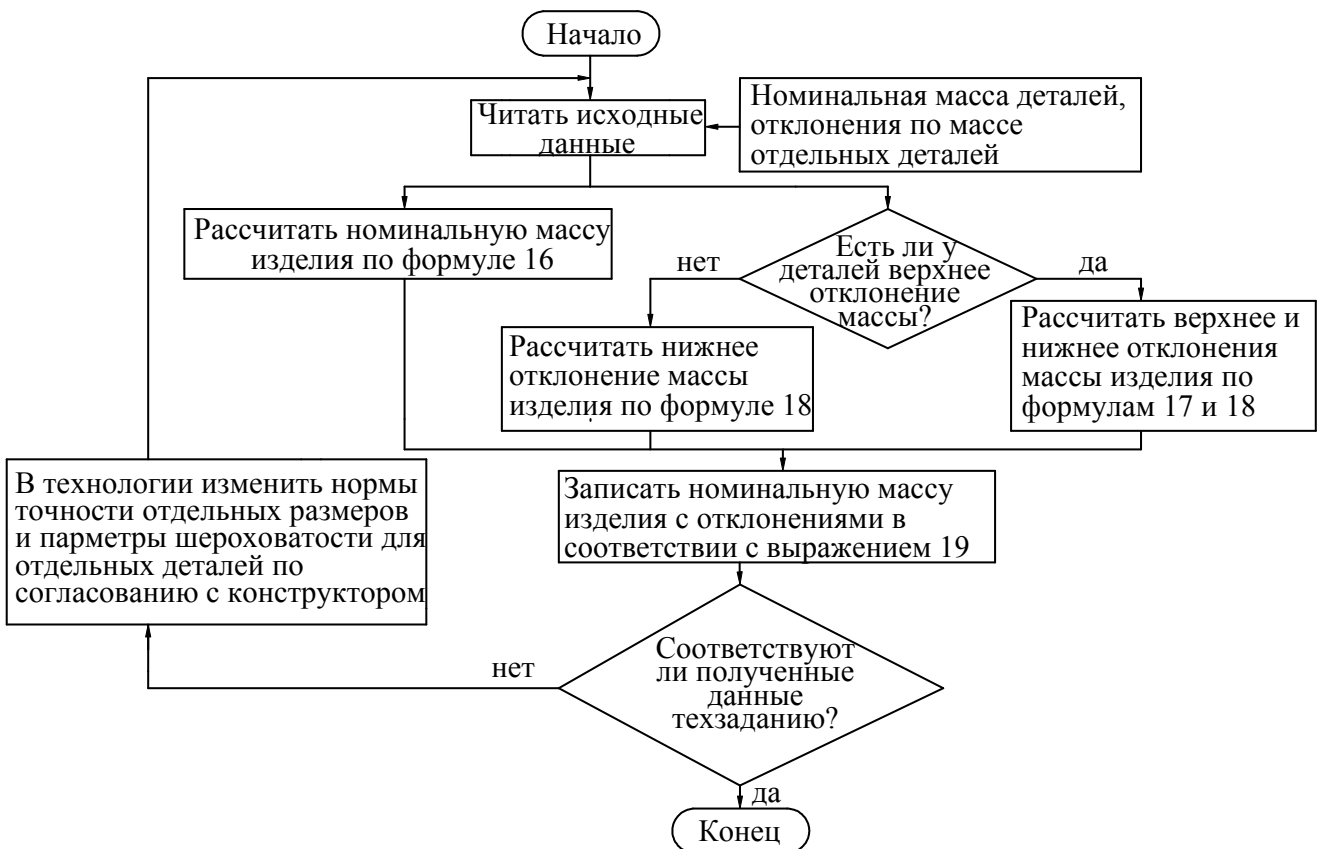 Начало
Читать исходные
данные
Номинальная масса деталей,
отклонения по массе
отдельных деталей
Рассчитать номинальную массу
изделия по формуле 16
Есть ли у
деталей верхнее
отклонение
массы?
нет
да
Рассчитать нижнее
отклонение массы
изделия по формуле 18
Рассчитать верхнее и
нижнее отклонения
массы изделия по
формулам 17 и 18
В технологии изменить нормы
точности отдельных размеров
и парметры шероховатости для
отдельных деталей по
согласованию с конструктором
Записать номинальную массу
изделия с отклонениями в
соответствии с выражением 19
Соответствуют
ли полученные
данные
техзаданию?
нет
да
Конец